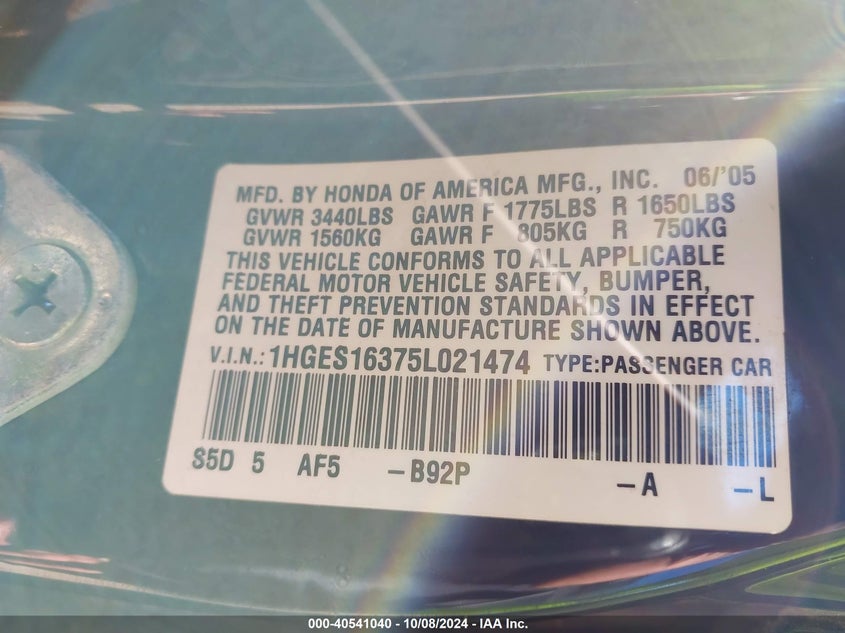 MFD. BY HONDA OF AMERICA MFG., INC. 06/'05
GVWR 3440LBS GAWR F 1775LBS R 1650LBS
GVWR 1560KG GAWR F 805KG R 750KG
THIS VEHICLE CONFORMS TO ALL APPLICABLE
FEDERAL MOTOR VEHICLE SAFETY, BUMPER,
AND THEFT PREVENTION STANDARDS IN EFFECT
ON THE DATE OF MANUFACTURE SHOWN ABOVE.
V.I.N.: 1HGES16375L021474 TYPE:PASSENGER CAR
S5D 5 AF5 -B92P -A -L
000-40541040 - 10/08/2024 - IAA Inc.